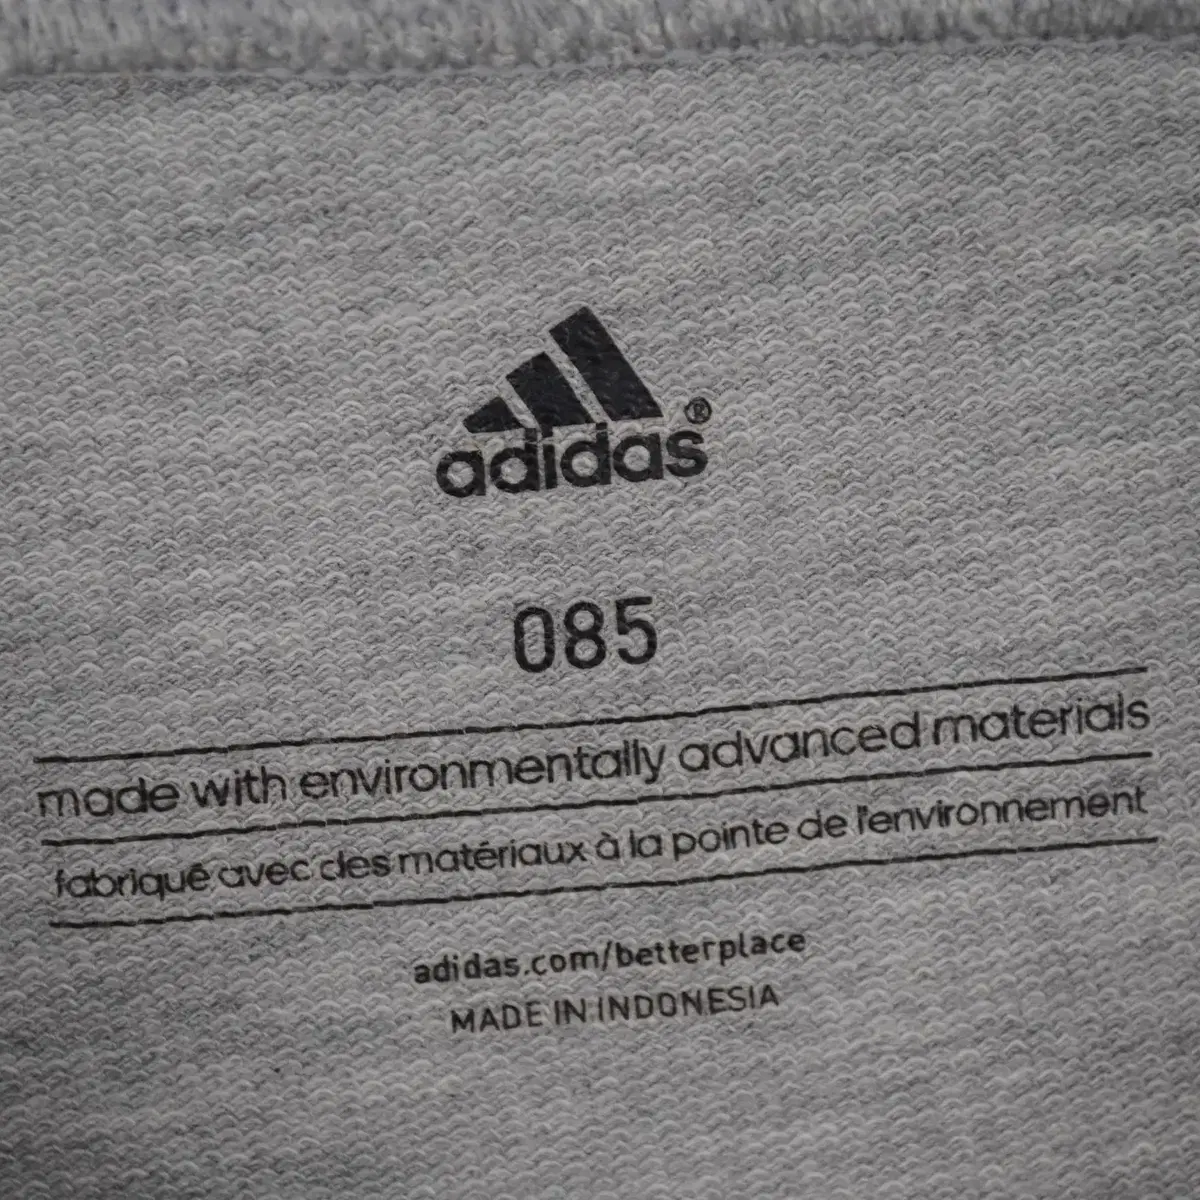 adidas®
085
made with environmentally advanced materials
fabriqué avec des matériaux à la pointe de l'environnement
adidas.com/betterplace
MADE IN INDONESIA